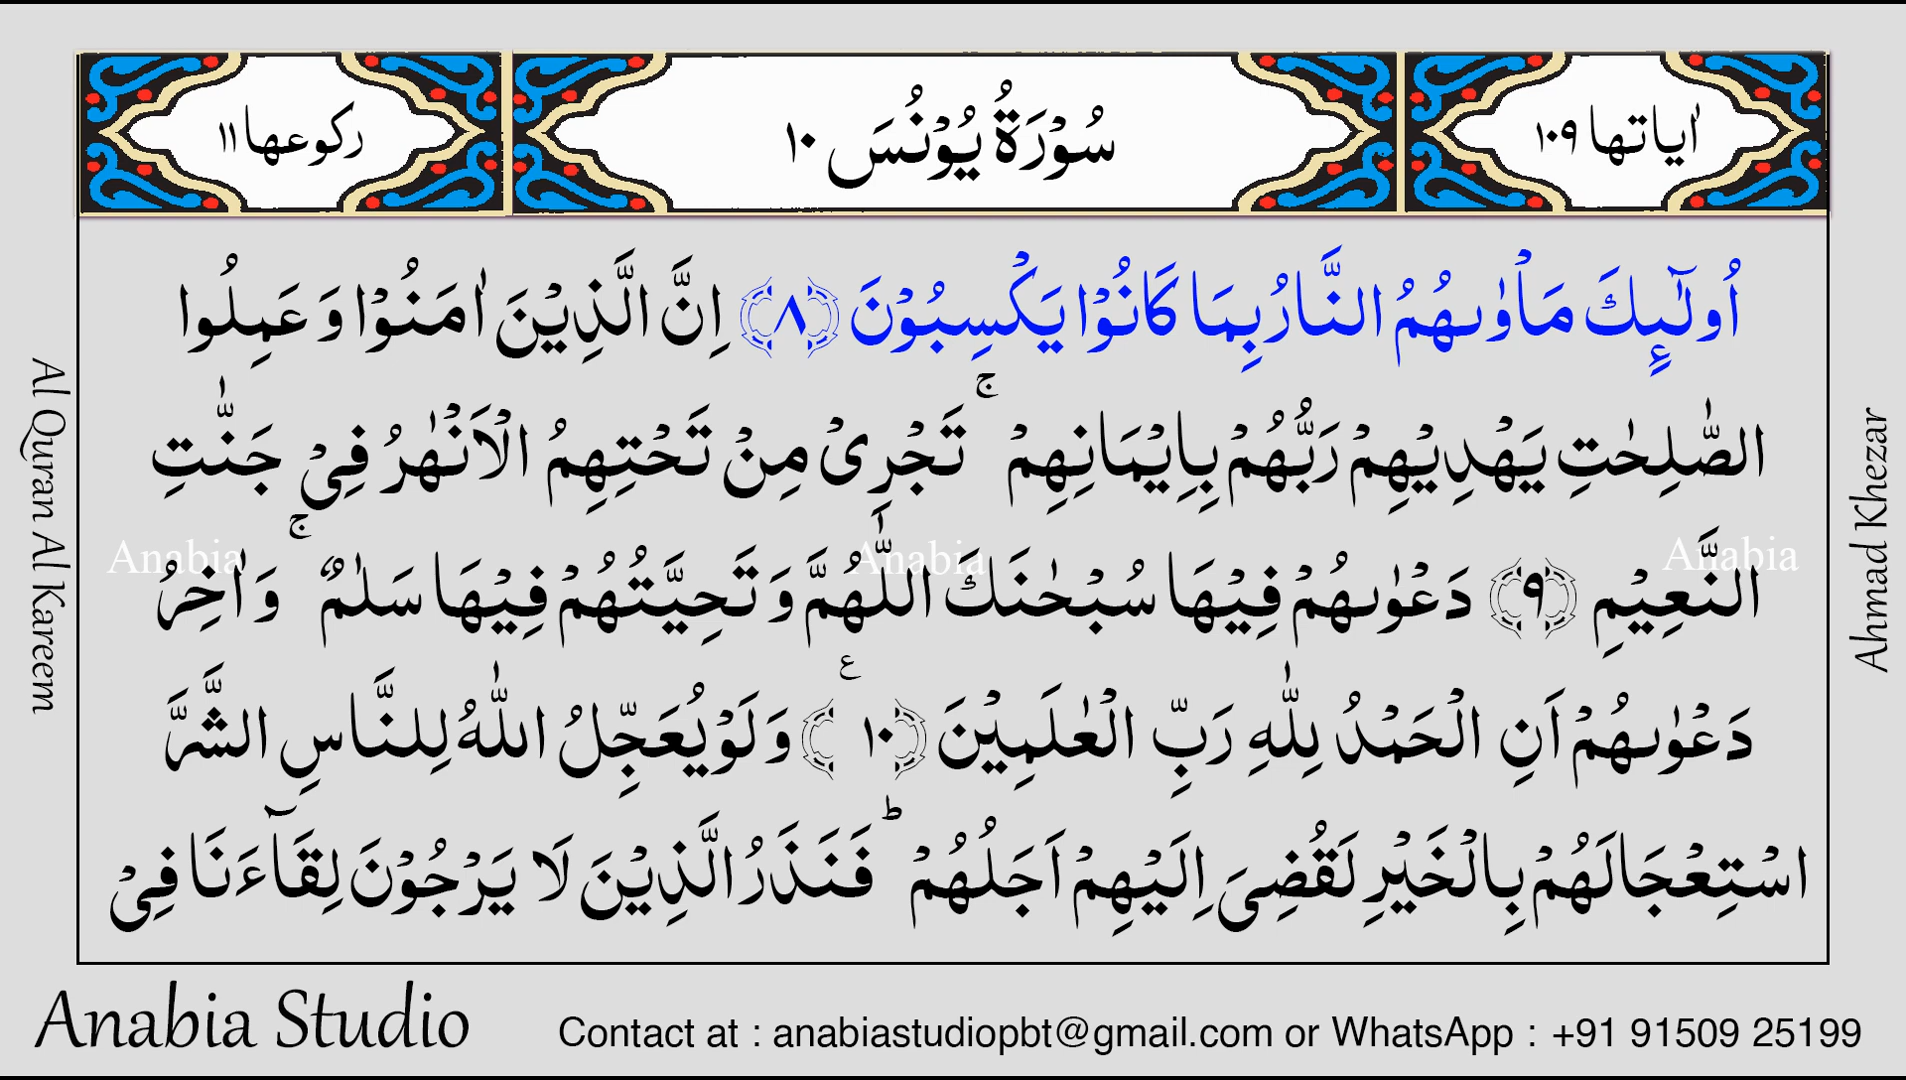 اٰیاتها ١٠٩
سُوْرَةُ يُوْنُسَ ١٠
ركوعها ١١
اُولٰٓىِٕكَ مَاْوٰىهُمُ النَّارُ بِمَا كَانُوْا يَكْسِبُوْنَ ﴿٨﴾ اِنَّ الَّذِيْنَ اٰمَنُوْا وَ عَمِلُوا
الصّٰلِحٰتِ يَهْدِيْهِمْ رَبُّهُمْ بِاِيْمَانِهِمْ ۚ تَجْرِىْ مِنْ تَحْتِهِمُ الْاَنْهٰرُ فِىْ جَنّٰتِ
النَّعِيْمِ ﴿٩﴾ دَعْوٰىهُمْ فِيْهَا سُبْحٰنَكَ اللّٰهُمَّ وَ تَحِيَّتُهُمْ فِيْهَا سَلٰمٌ ۚ وَ اٰخِرُ
دَعْوٰىهُمْ اَنِ الْحَمْدُ لِلّٰهِ رَبِّ الْعٰلَمِيْنَ ﴿١٠﴾ ع وَ لَوْ يُعَجِّلُ اللّٰهُ لِلنَّاسِ الشَّرَّ
اسْتِعْجَالَهُمْ بِالْخَيْرِ لَقُضِىَ اِلَيْهِمْ اَجَلُهُمْ ؕ فَنَذَرُ الَّذِيْنَ لَا يَرْجُوْنَ لِقَآءَنَا فِىْ
Anabia Anabia Anabia
Al Quran Al Kareem
Ahmad Khezar
Anabia Studio
Contact at : anabiastudiopbt@gmail.com or WhatsApp : +91 91509 25199